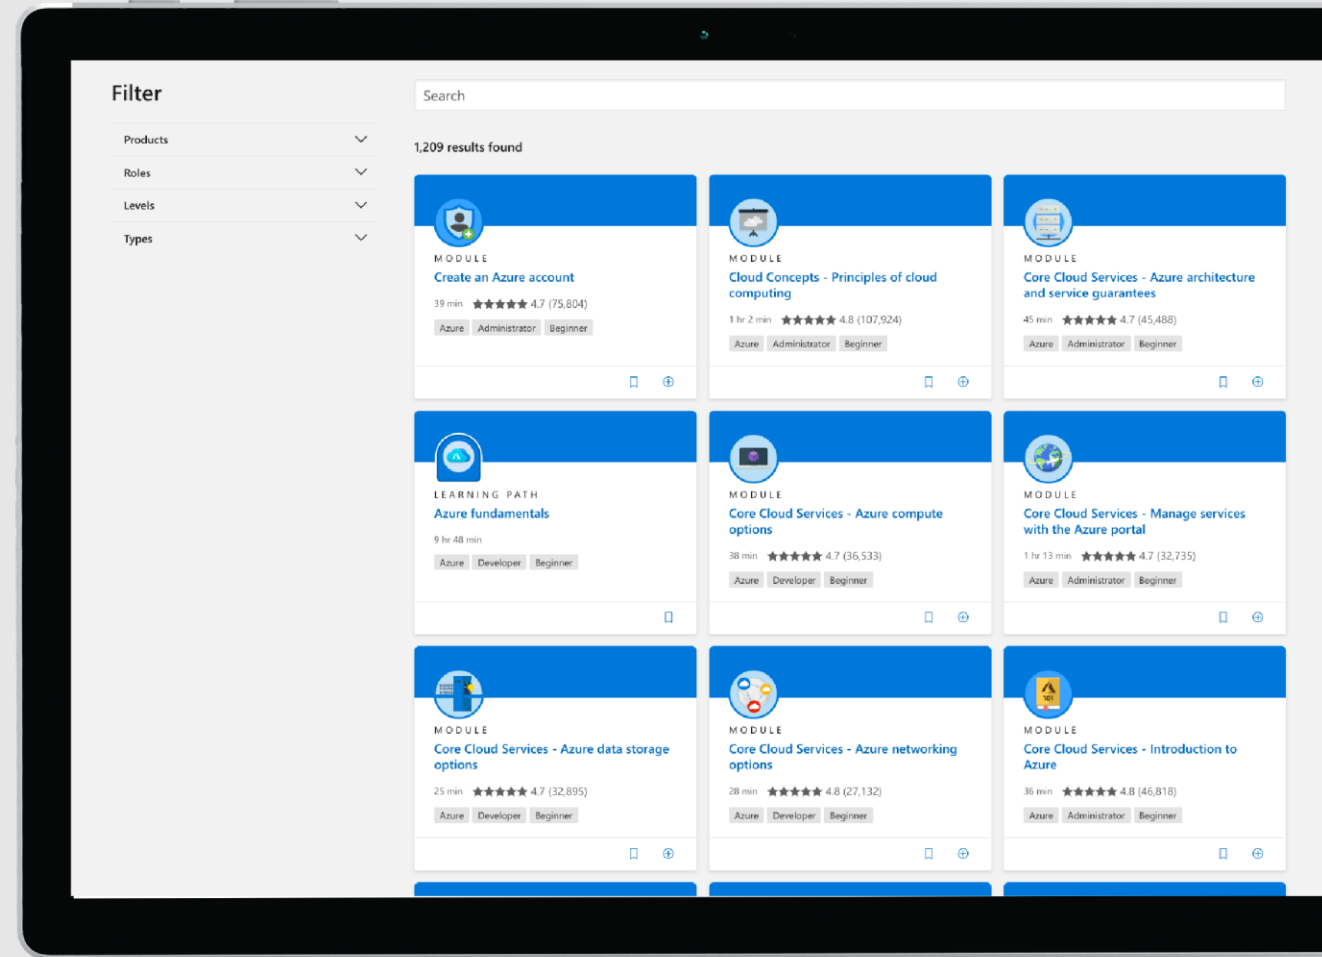 Filter
Products
Roles
Levels
Types
Search
1,209 results found
MODULE
Create an Azure account
39 min 4.7 (75,804)
Azure Administrator Beginner
MODULE
Cloud Concepts - Principles of cloud
computing
1 hr 2 min 4.8 (107,924)
Azure Administrator Beginner
MODULE
Core Cloud Services - Azure architecture
and service guarantees
45 min 4.7 (45,488)
Azure Administrator Beginner
LEARNING PATH
Azure fundamentals
9 hr 48 min
Azure Developer Beginner
MODULE
Core Cloud Services - Azure compute
options
38 min 4.7 (36,533)
Azure Developer Beginner
MODULE
Core Cloud Services - Manage services
with the Azure portal
1 hr 13 min 4.7 (32,735)
Azure Administrator Beginner
MODULE
Core Cloud Services - Azure data storage
options
25 min 4.7 (32,895)
Azure Developer Beginner
MODULE
Core Cloud Services - Azure networking
options
28 min 4.8 (27,132)
Azure Developer Beginner
101
MODULE
Core Cloud Services - Introduction to
Azure
36 min 4.8 (46,818)
Azure Administrator Beginner